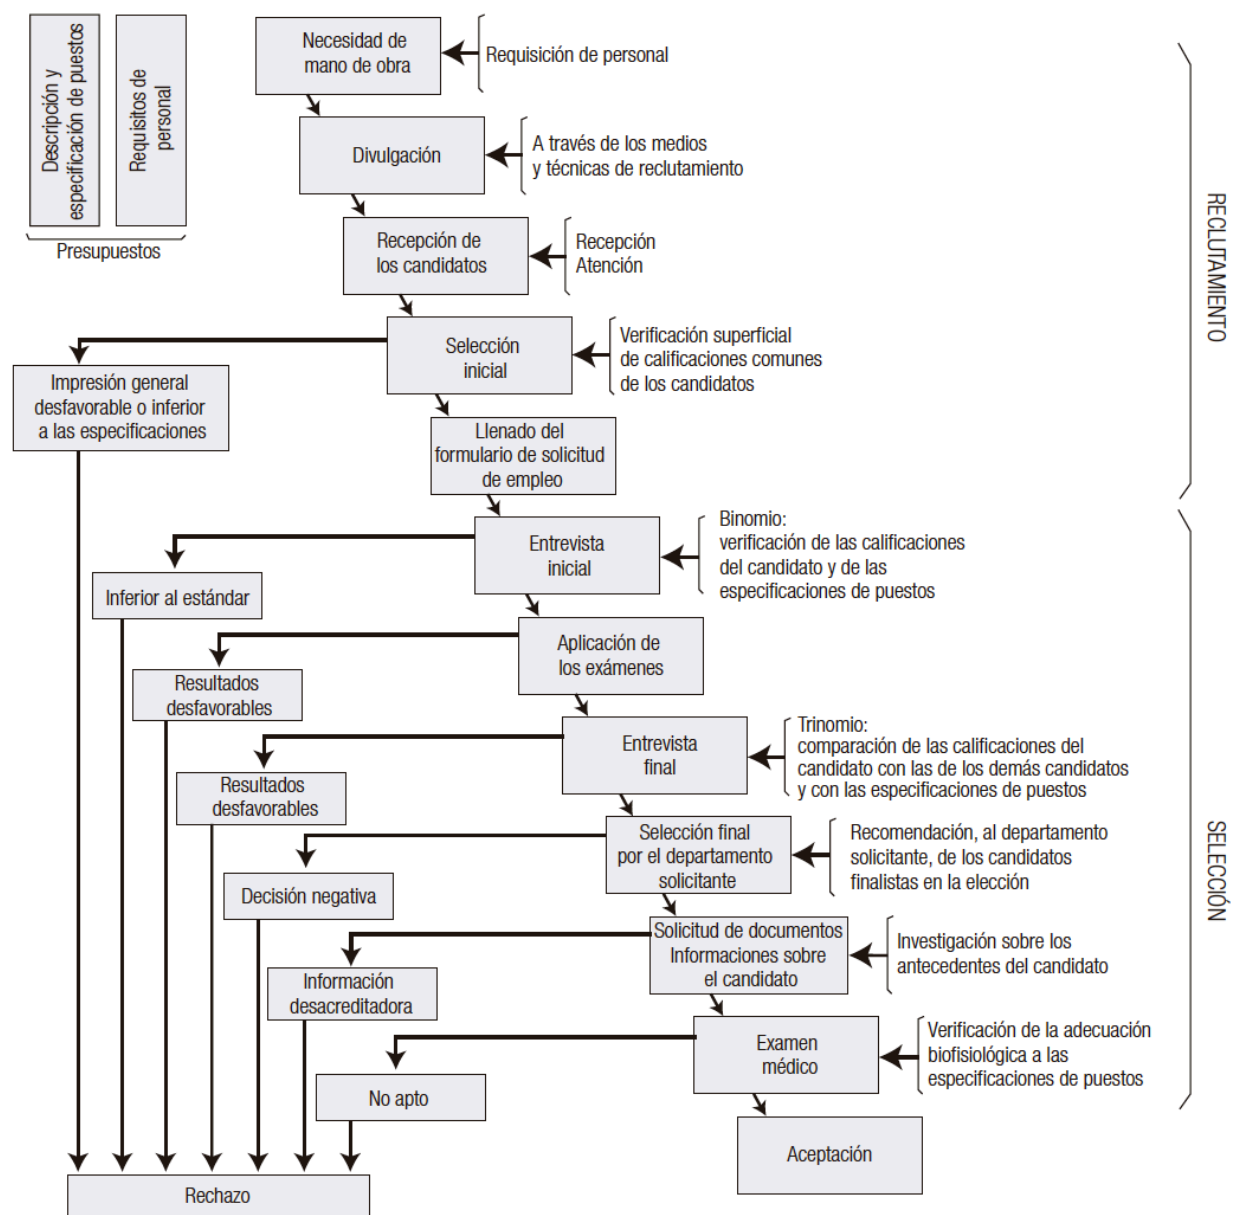 Descripción y
especificación de puestos
Requisitos de
personal
Presupuestos
Necesidad de
mano de obra
Requisición de personal
Divulgación
A través de los medios
y técnicas de reclutamiento
Recepción de
los candidatos
Recepción
Atención
Selección
inicial
Verificación superficial
de calificaciones comunes
de los candidatos
Impresión general
desfavorable o inferior
a las especificaciones
Llenado del
formulario de solicitud
de empleo
RECLUTAMIENTO
Entrevista
inicial
Binomio:
verificación de las calificaciones
del candidato y de las
especificaciones de puestos
Inferior al estándar
Aplicación de
los exámenes
Resultados
desfavorables
Entrevista
final
Trinomio:
comparación de las calificaciones del
candidato con las de los demás candidatos
y con las especificaciones de puestos
Resultados
desfavorables
Selección final
por el departamento
solicitante
Recomendación, al departamento
solicitante, de los candidatos
finalistas en la elección
Decisión negativa
Solicitud de documentos
Informaciones sobre
el candidato
Investigación sobre los
antecedentes del candidato
Información
desacreditadora
Examen
médico
Verificación de la adecuación
biofisiológica a las
especificaciones de puestos
No apto
SELECCIÓN
Aceptación
Rechazo